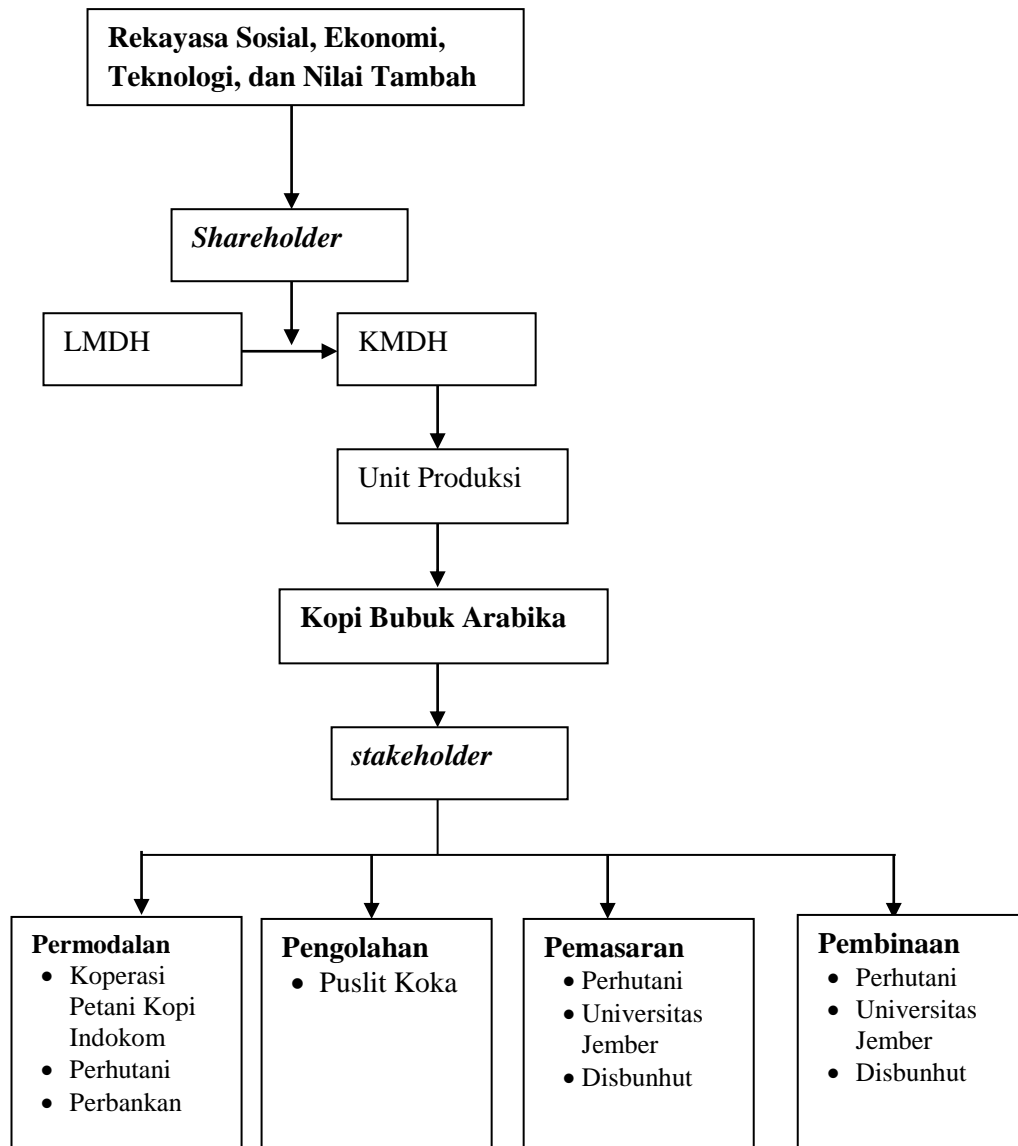 Rekayasa Sosial, Ekonomi,
Teknologi, dan Nilai Tambah
Shareholder
LMDH
KMDH
Unit Produksi
Kopi Bubuk Arabika
stakeholder
Permodalan
• Koperasi
Petani Kopi
Indokom
• Perhutani
• Perbankan
Pengolahan
• Puslit Koka
Pemasaran
• Perhutani
• Universitas
Jember
• Disbunhut
Pembinaan
• Perhutani
• Universitas
Jember
• Disbunhut